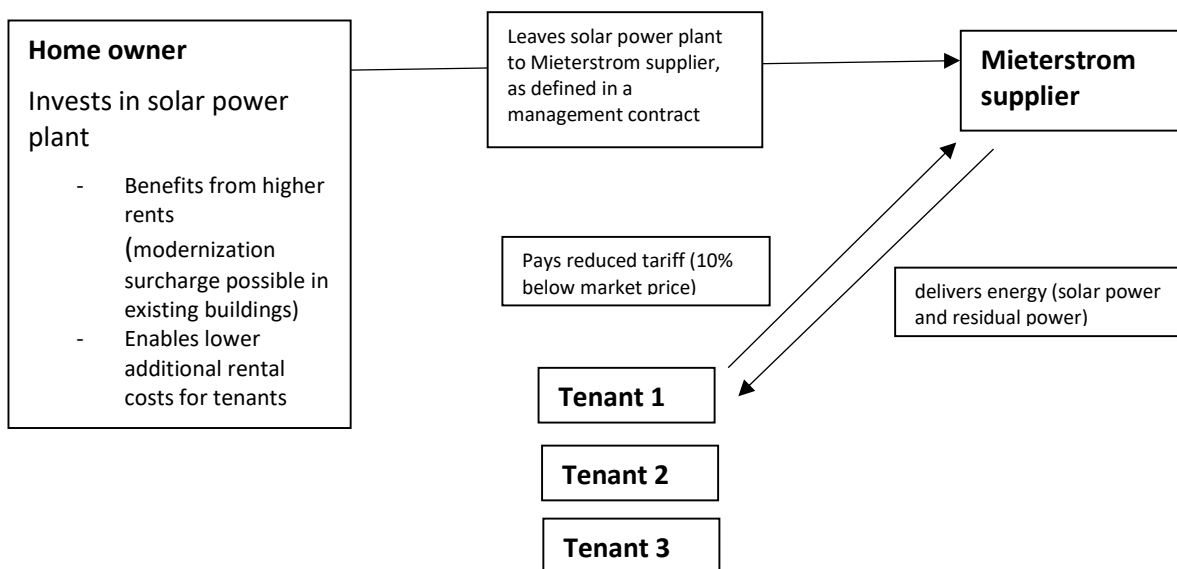 Home owner
Invests in solar power
plant
- Benefits from higher
rents
(modernization
surcharge possible in
existing buildings)
- Enables lower
additional rental
costs for tenants
Leaves solar power plant
to Mieterstrom supplier,
as defined in a
management contract
Mieterstrom
supplier
Pays reduced tariff (10%
below market price)
delivers energy (solar power
and residual power)
Tenant 1
Tenant 2
Tenant 3